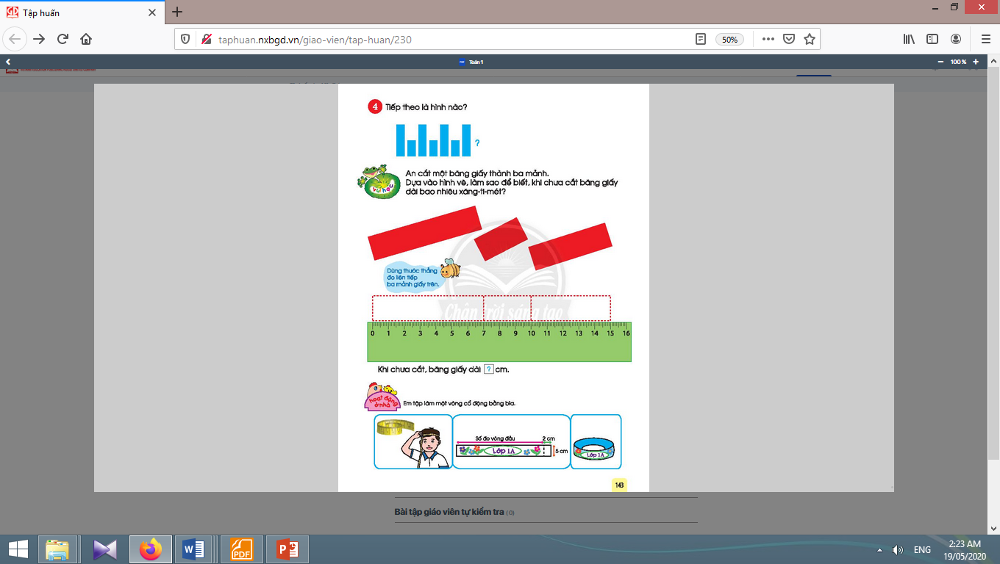 Tập huấn
taphuan.nxbgd.vn/giao-vien/tap-huan/230
50%
PDF Toán 1
100 %
4 Tiếp theo là hình nào?
?
Vui học
An cắt một băng giấy thành ba mảnh.
Dựa vào hình vẽ, làm sao để biết, khi chưa cắt băng giấy
dài bao nhiêu xăng-ti-mét?
Dùng thước thẳng
đo liên tiếp
ba mảnh giấy trên.
Chân trời sáng tạo
0 1 2 3 4 5 6 7 8 9 10 11 12 13 14 15 16
Khi chưa cắt, băng giấy dài ? cm.
hoạt động
ở nhà
Em tập làm một vòng cổ động bằng bìa.
Số đo vòng đầu 2 cm
Lớp 1A
5 cm
Lớp 1A
143
Bài tập giáo viên tự kiểm tra ( 0)
W
PDF
P
ENG
2:23 AM
19/05/2020